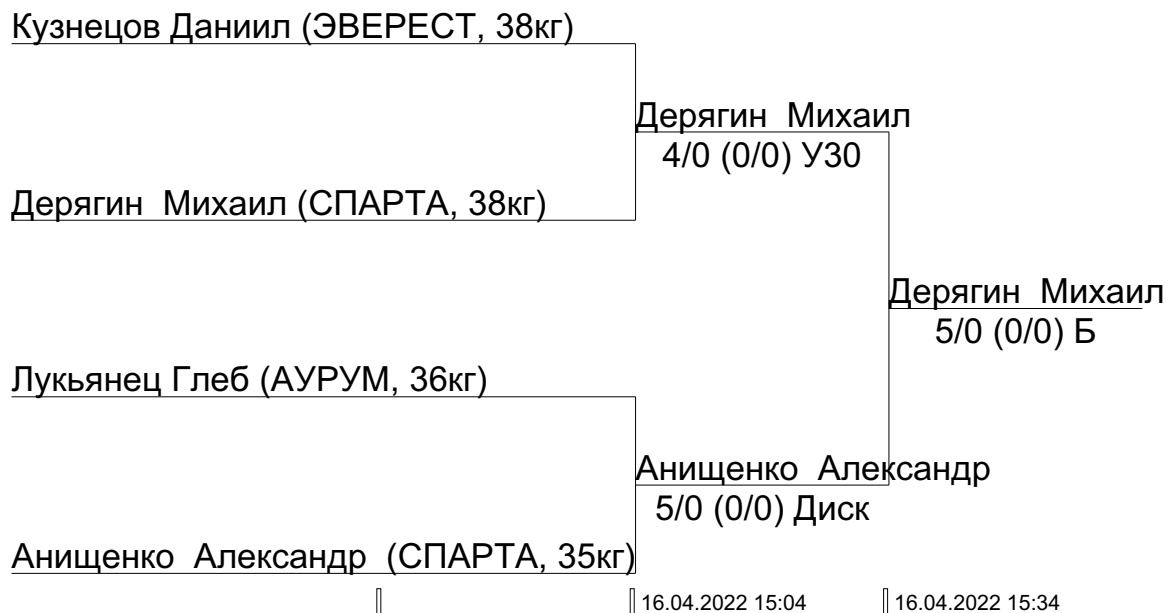 Кузнецов Даниил (ЭВЕРЕСТ, 38кг)
Дерягин Михаил
4/0 (0/0) У30
Дерягин Михаил (СПАРТА, 38кг)
Дерягин Михаил
5/0 (0/0) Б
Лукьянец Глеб (АУРУМ, 36кг)
Анищенко Александр
5/0 (0/0) Диск
Анищенко Александр (СПАРТА, 35кг)
16.04.2022 15:04
16.04.2022 15:34